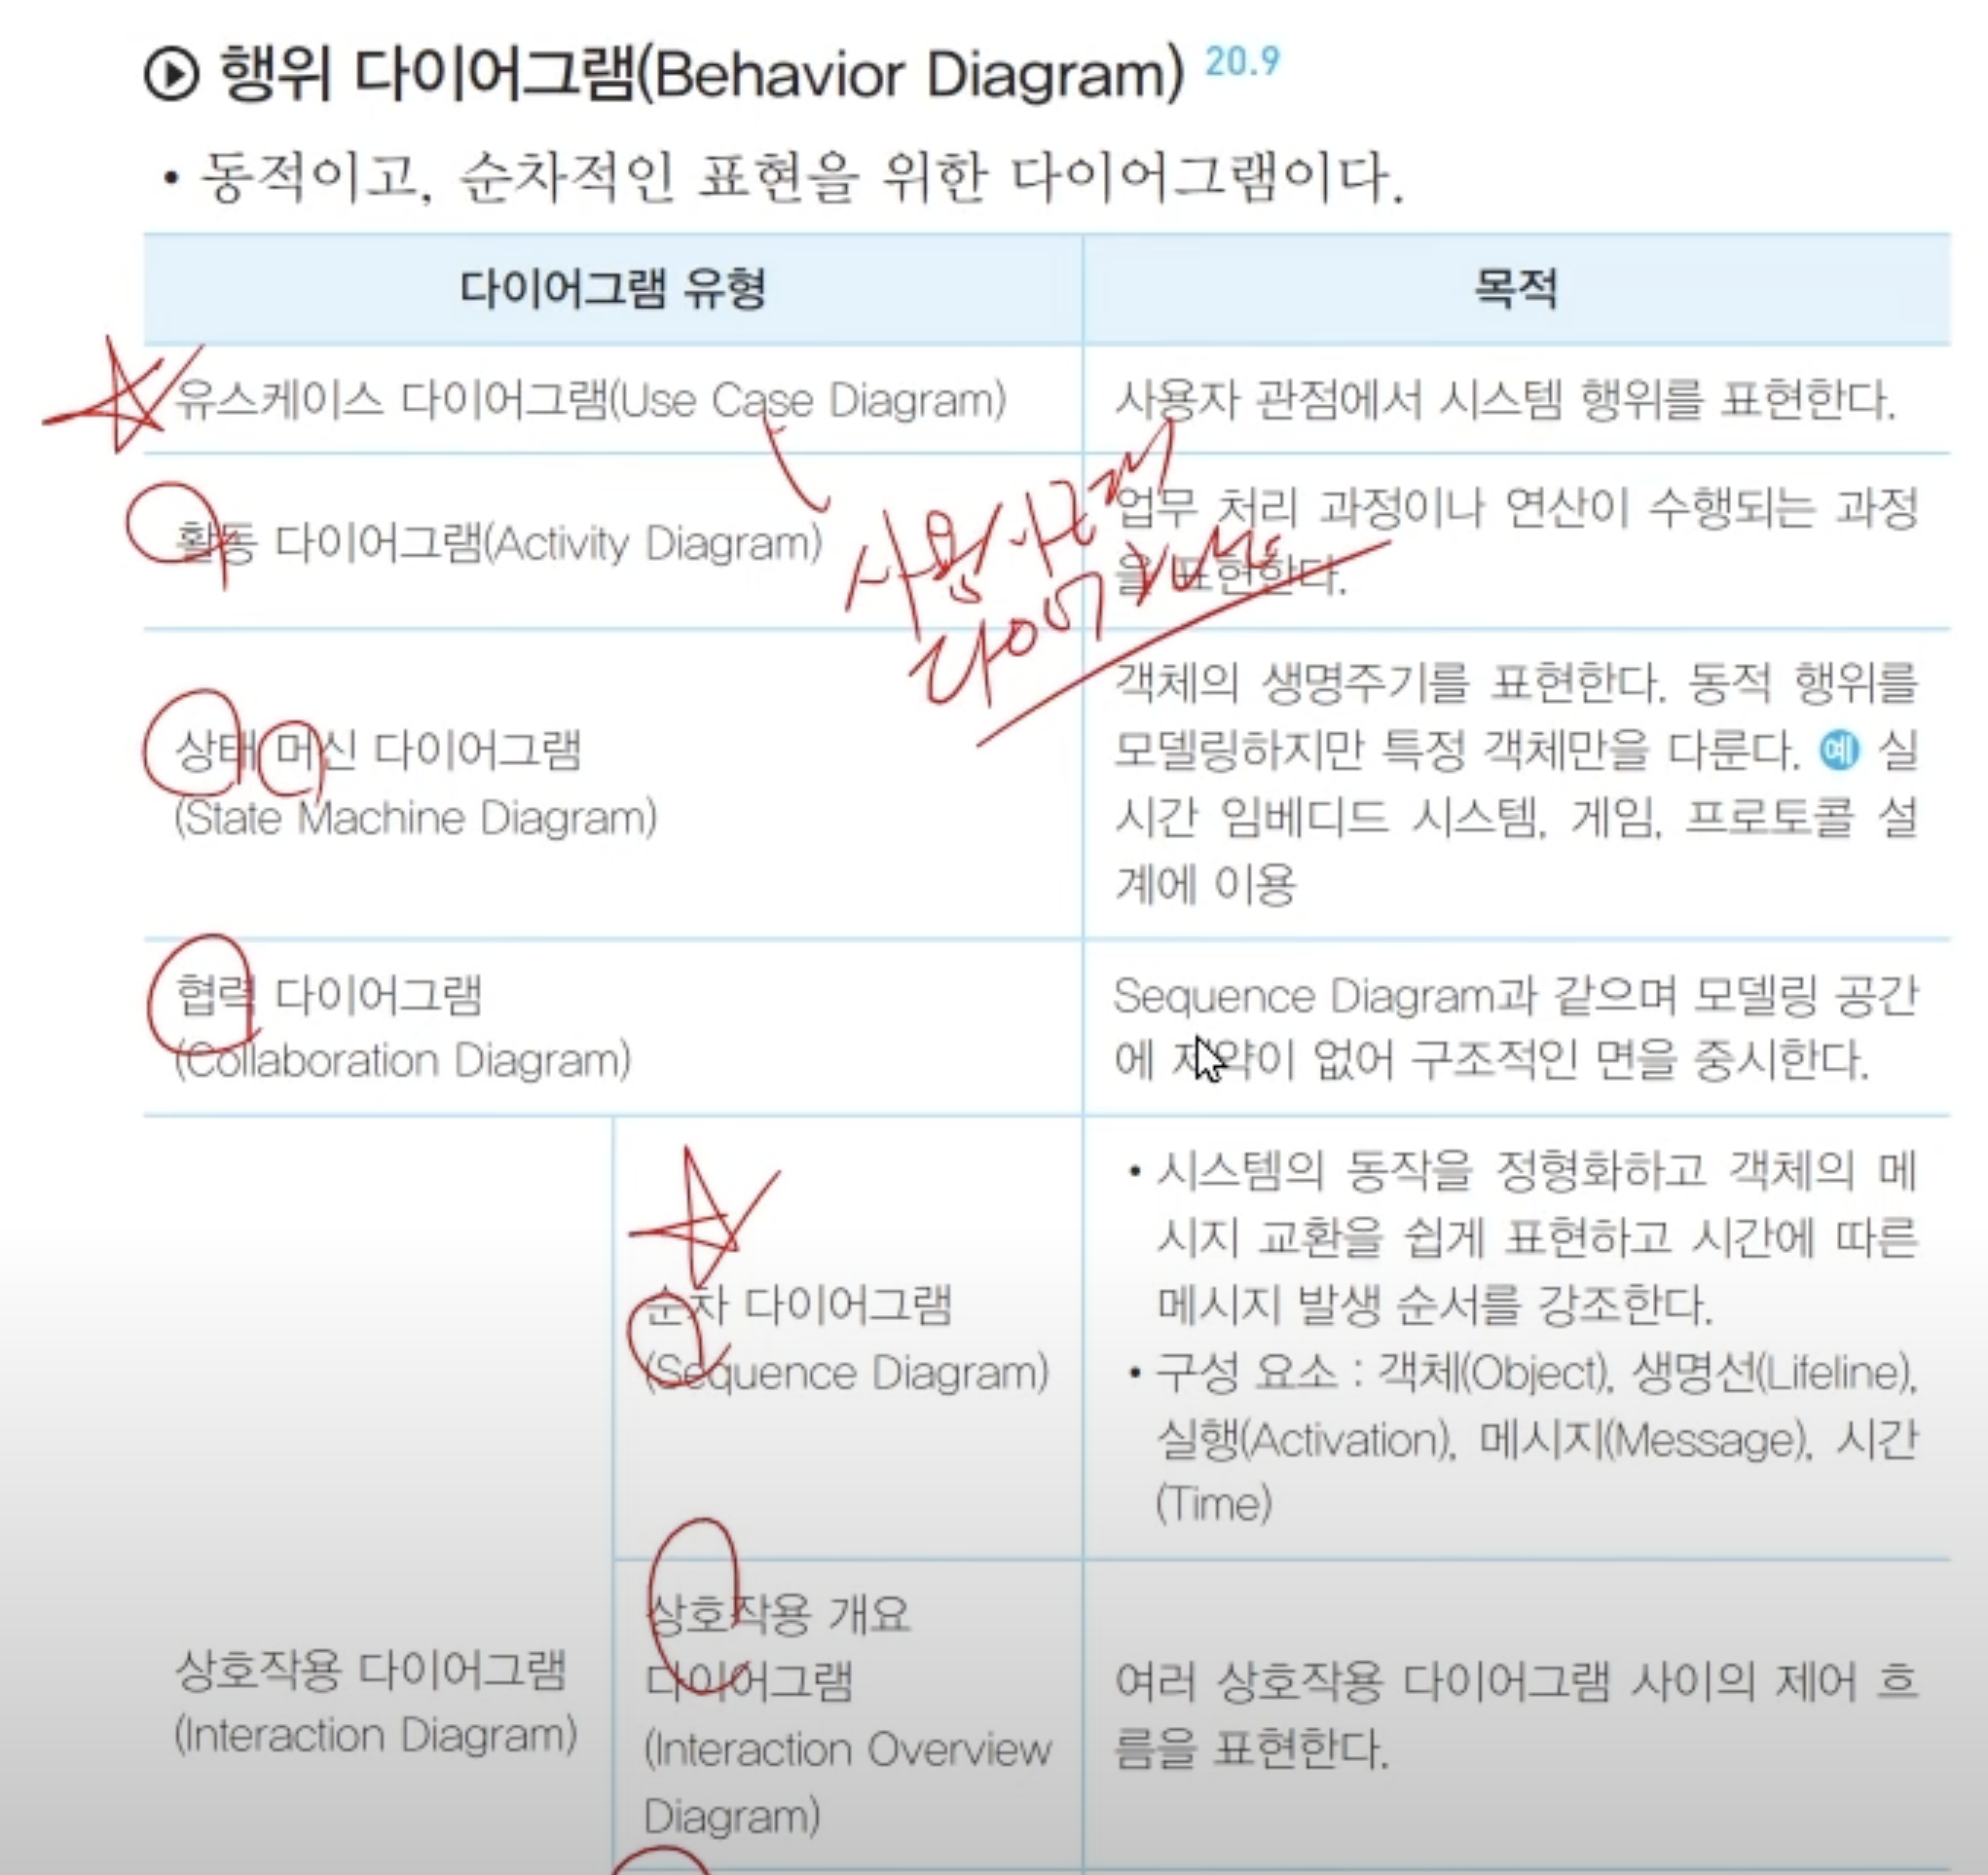 행위 다이어그램(Behavior Diagram) 20.9
• 동적이고, 순차적인 표현을 위한 다이어그램이다.
다이어그램 유형
목적
유스케이스 다이어그램(Use Case Diagram)
사용자 관점에서 시스템 행위를 표현한다.
활동 다이어그램(Activity Diagram)
업무 처리 과정이나 연산이 수행되는 과정
을 표현한다.
사용사례
다이어그램
상태 머신 다이어그램
(State Machine Diagram)
객체의 생명주기를 표현한다. 동적 행위를
모델링하지만 특정 객체만을 다룬다. 예 실
시간 임베디드 시스템, 게임, 프로토콜 설
계에 이용
협력 다이어그램
(Collaboration Diagram)
Sequence Diagram과 같으며 모델링 공간
에 제약이 없어 구조적인 면을 중시한다.
상호작용 다이어그램
(Interaction Diagram)
순차 다이어그램
(Sequence Diagram)
• 시스템의 동작을 정형화하고 객체의 메
시지 교환을 쉽게 표현하고 시간에 따른
메시지 발생 순서를 강조한다.
• 구성 요소 : 객체(Object), 생명선(Lifeline),
실행(Activation), 메시지(Message), 시간
(Time)
상호작용 개요
다이어그램
(Interaction Overview
Diagram)
여러 상호작용 다이어그램 사이의 제어 흐
름을 표현한다.